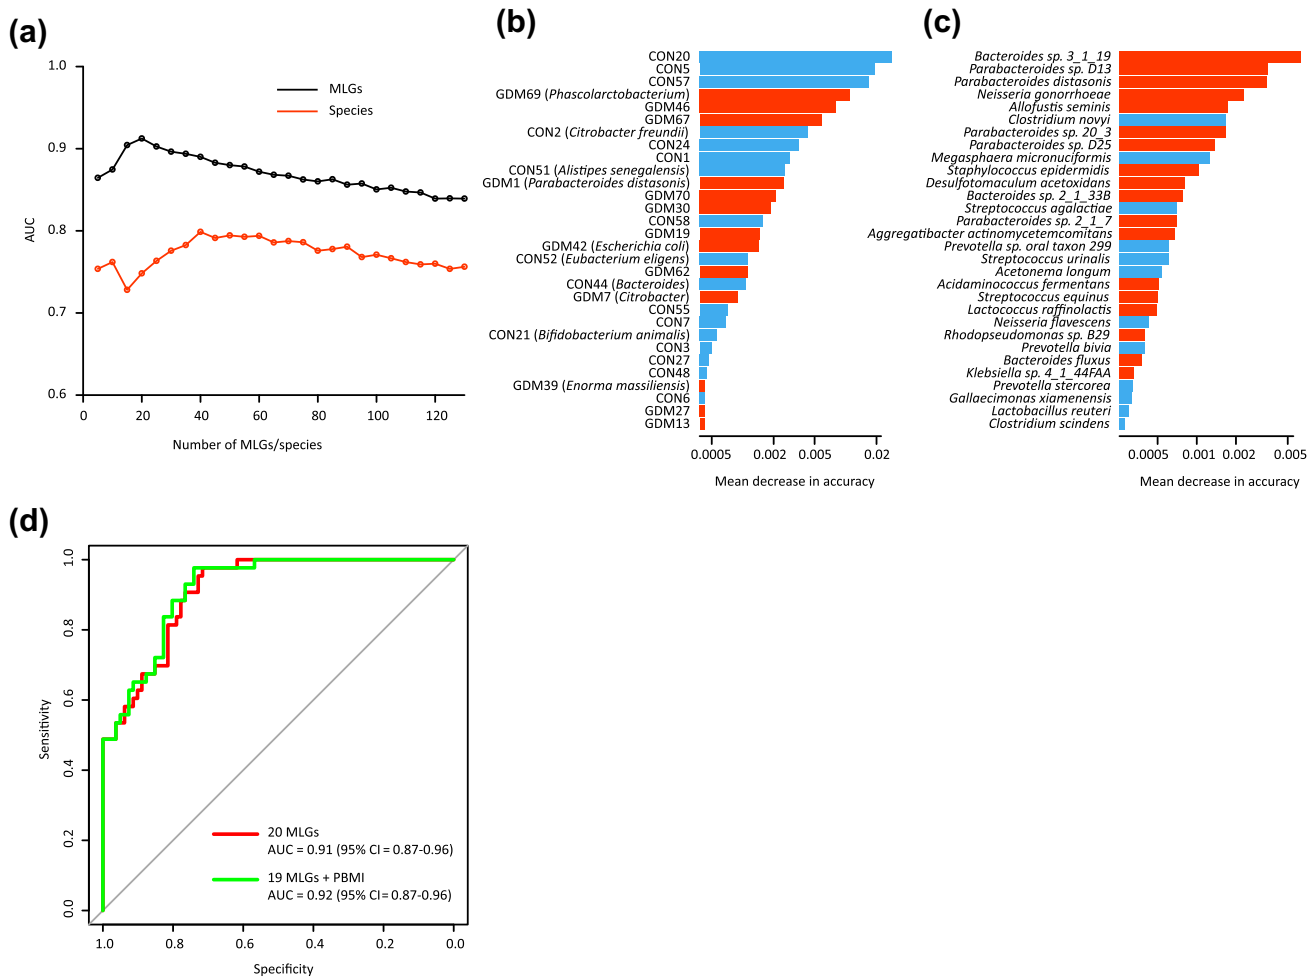 (a)
1.0
0.9
0.8
0.7
0.6
AUC
MLGs
Species
0 20 40 60 80 100 120
Number of MLGs/species
(b)
CON20
CON5
CON57
GDM69 (Phascolarctobacterium)
GDM46
GDM67
CON2 (Citrobacter freundii)
CON24
CON1
CON51 (Alistipes senegalensis)
GDM1 (Parabacteroides distasonis)
GDM70
GDM30
CON58
GDM19
GDM42 (Escherichia coli)
CON52 (Eubacterium eligens)
GDM62
CON44 (Bacteroides)
GDM7 (Citrobacter)
CON55
CON7
CON21 (Bifidobacterium animalis)
CON3
CON27
CON48
GDM39 (Enorma massiliensis)
CON6
GDM27
GDM13
0.0005 0.002 0.005 0.02
Mean decrease in accuracy
(c)
Bacteroides sp. 3_1_19
Parabacteroides sp. D13
Parabacteroides distasonis
Neisseria gonorrhoeae
Allofustis seminis
Clostridium novyi
Parabacteroides sp. 20_3
Parabacteroides sp. D25
Megasphaera micronuciformis
Staphylococcus epidermidis
Desulfotomaculum acetoxidans
Bacteroides sp. 2_1_33B
Streptococcus agalactiae
Parabacteroides sp. 2_1_7
Aggregatibacter actinomycetemcomitans
Prevotella sp. oral taxon 299
Streptococcus urinalis
Acetonema longum
Acidaminococcus fermentans
Streptococcus equinus
Lactococcus raffinolactis
Neisseria flavescens
Rhodopseudomonas sp. B29
Prevotella bivia
Bacteroides fluxus
Klebsiella sp. 4_1_44FAA
Prevotella stercorea
Gallaecimonas xiamenensis
Lactobacillus reuteri
Clostridium scindens
0.0005 0.001 0.002 0.005
Mean decrease in accuracy
(d)
1.0
0.8
0.6
0.4
0.2
0.0
Sensitivity
20 MLGs
AUC = 0.91 (95% CI = 0.87-0.96)
19 MLGs + PBMI
AUC = 0.92 (95% CI = 0.87-0.96)
1.0 0.8 0.6 0.4 0.2 0.0
Specificity